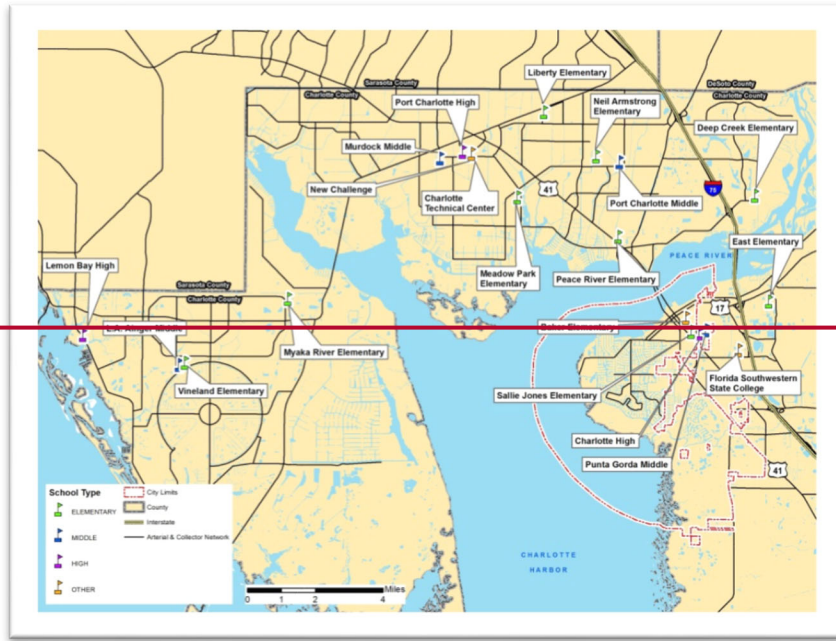 Liberty Elementary
Sarasota County
Charlotte County
DeSoto County
Charlotte County
Port Charlotte High
Neil Armstrong
Elementary
Deep Creek Elementary
Murdock Middle
New Challenge
Charlotte
Technical Center
41
75
Port Charlotte Middle
Meadow Park
Elementary
Peace River Elementary
PEACE RIVER
East Elementary
Lemon Bay High
Sarasota County
Charlotte County
17
Myaka River Elementary
Vineland Elementary
Sallie Jones Elementary
Florida Southwestern
State College
Charlotte High
Punta Gorda Middle
41
CHARLOTTE
HARBOR
School Type
ELEMENTARY
MIDDLE
HIGH
OTHER
City Limits
County
Interstate
Arterial & Collector Network
Miles
0 1 2 4